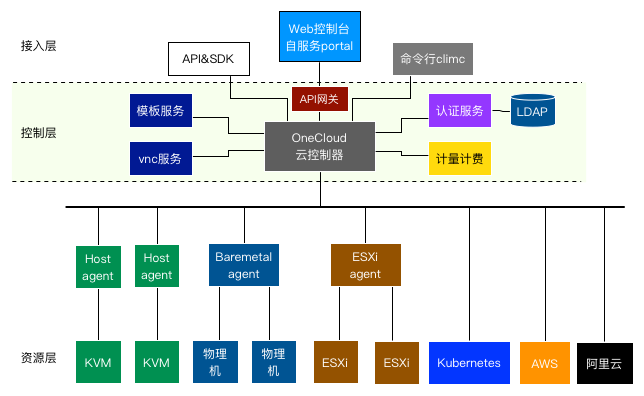 接入层
Web控制台
自服务portal
API&SDK
命令行climc
API网关
模板服务
认证服务
LDAP
控制层
OneCloud
云控制器
vnc服务
计量计费
Host
agent
Host
agent
Baremetal
agent
ESXi
agent
资源层
KVM
KVM
物理
机
物理
机
ESXi
ESXi
Kubernetes
AWS
阿里云